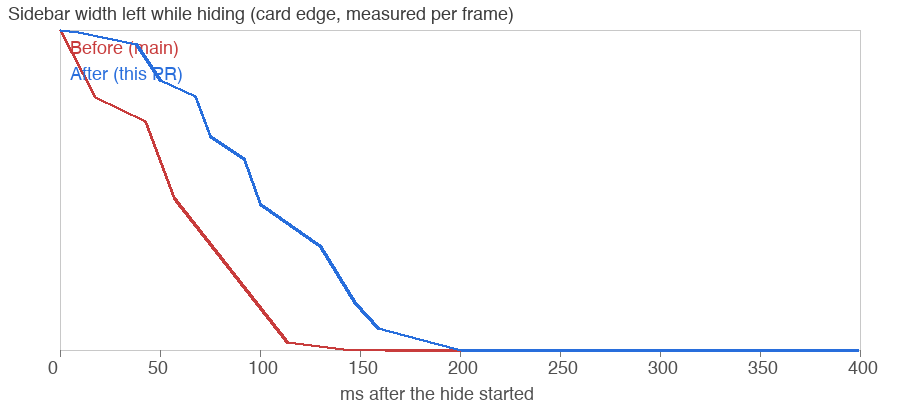 Sidebar width left while hiding (card edge, measured per frame)
Before (main)
After (this PR)
0 50 100 150 200 250 300 350 400
ms after the hide started